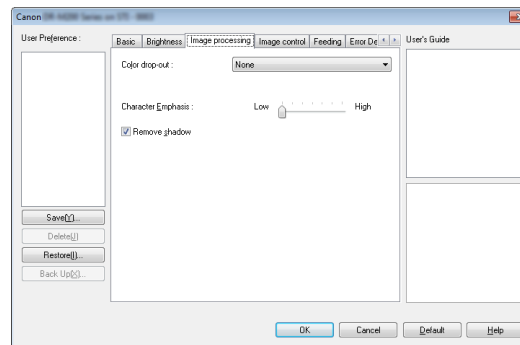 Canon
User Preference :
Basic Brightness Image processing Image control Feeding Error De
User's Guide
Color drop-out : None
Character Emphasis : Low High
Remove shadow
Save(Y)...
Delete(J)
Restore(I)...
Back Up(X)...
OK Cancel Default Help